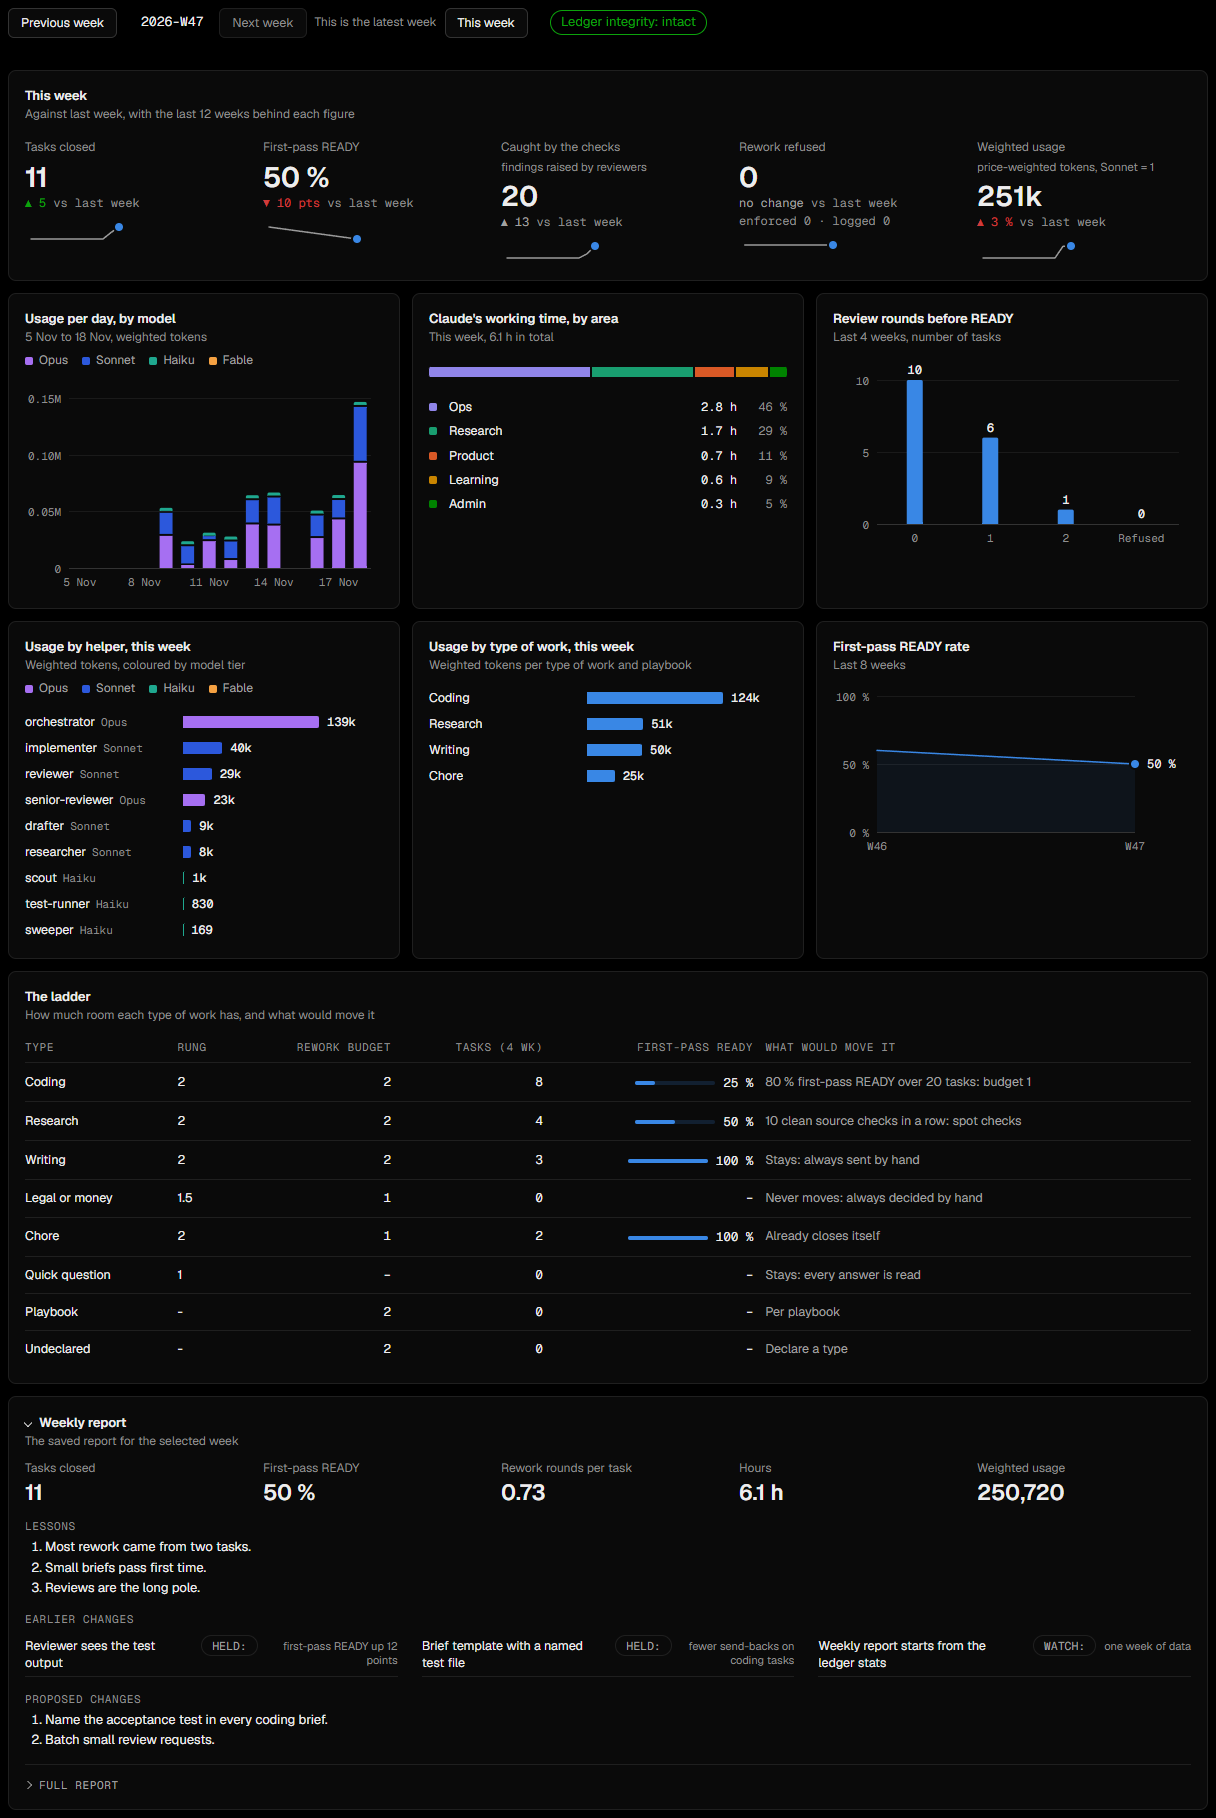 Previous week 2026-W47 Next week This is the latest week This week Ledger integrity: intact
This week
Against last week, with the last 12 weeks behind each figure
Tasks closed
11
▲ 5 vs last week
First-pass READY
50 %
▼ 10 pts vs last week
Caught by the checks
findings raised by reviewers
20
▲ 13 vs last week
Rework refused
0
no change vs last week
enforced 0 · logged 0
Weighted usage
price-weighted tokens, Sonnet = 1
251k
▲ 3 % vs last week
Usage per day, by model
5 Nov to 18 Nov, weighted tokens
Opus Sonnet Haiku Fable
0.15M
0.10M
0.05M
0
5 Nov 8 Nov 11 Nov 14 Nov 17 Nov
Claude's working time, by area
This week, 6.1 h in total
Ops 2.8 h 46 %
Research 1.7 h 29 %
Product 0.7 h 11 %
Learning 0.6 h 9 %
Admin 0.3 h 5 %
Review rounds before READY
Last 4 weeks, number of tasks
10
10
6
5
1
0
0
0 1 2 Refused
Usage by helper, this week
Weighted tokens, coloured by model tier
Opus Sonnet Haiku Fable
orchestrator Opus 139k
implementer Sonnet 40k
reviewer Sonnet 29k
senior-reviewer Opus 23k
drafter Sonnet 9k
researcher Sonnet 8k
scout Haiku 1k
test-runner Haiku 830
sweeper Haiku 169
Usage by type of work, this week
Weighted tokens per type of work and playbook
Coding 124k
Research 51k
Writing 50k
Chore 25k
First-pass READY rate
Last 8 weeks
100 %
50 % 50 %
0 %
W46 W47
The ladder
How much room each type of work has, and what would move it
TYPE RUNG REWORK BUDGET TASKS (4 WK) FIRST-PASS READY WHAT WOULD MOVE IT
Coding 2 2 8 25 % 80 % first-pass READY over 20 tasks: budget 1
Research 2 2 4 50 % 10 clean source checks in a row: spot checks
Writing 2 2 3 100 % Stays: always sent by hand
Legal or money 1.5 1 0 – Never moves: always decided by hand
Chore 2 1 2 100 % Already closes itself
Quick question 1 – 0 – Stays: every answer is read
Playbook - 2 0 – Per playbook
Undeclared - 2 0 – Declare a type
Weekly report
The saved report for the selected week
Tasks closed
11
First-pass READY
50 %
Rework rounds per task
0.73
Hours
6.1 h
Weighted usage
250,720
LESSONS
1. Most rework came from two tasks.
2. Small briefs pass first time.
3. Reviews are the long pole.
EARLIER CHANGES
Reviewer sees the test
output
HELD:
first-pass READY up 12
points
Brief template with a named
test file
HELD:
fewer send-backs on
coding tasks
Weekly report starts from the
ledger stats
WATCH:
one week of data
PROPOSED CHANGES
1. Name the acceptance test in every coding brief.
2. Batch small review requests.
FULL REPORT